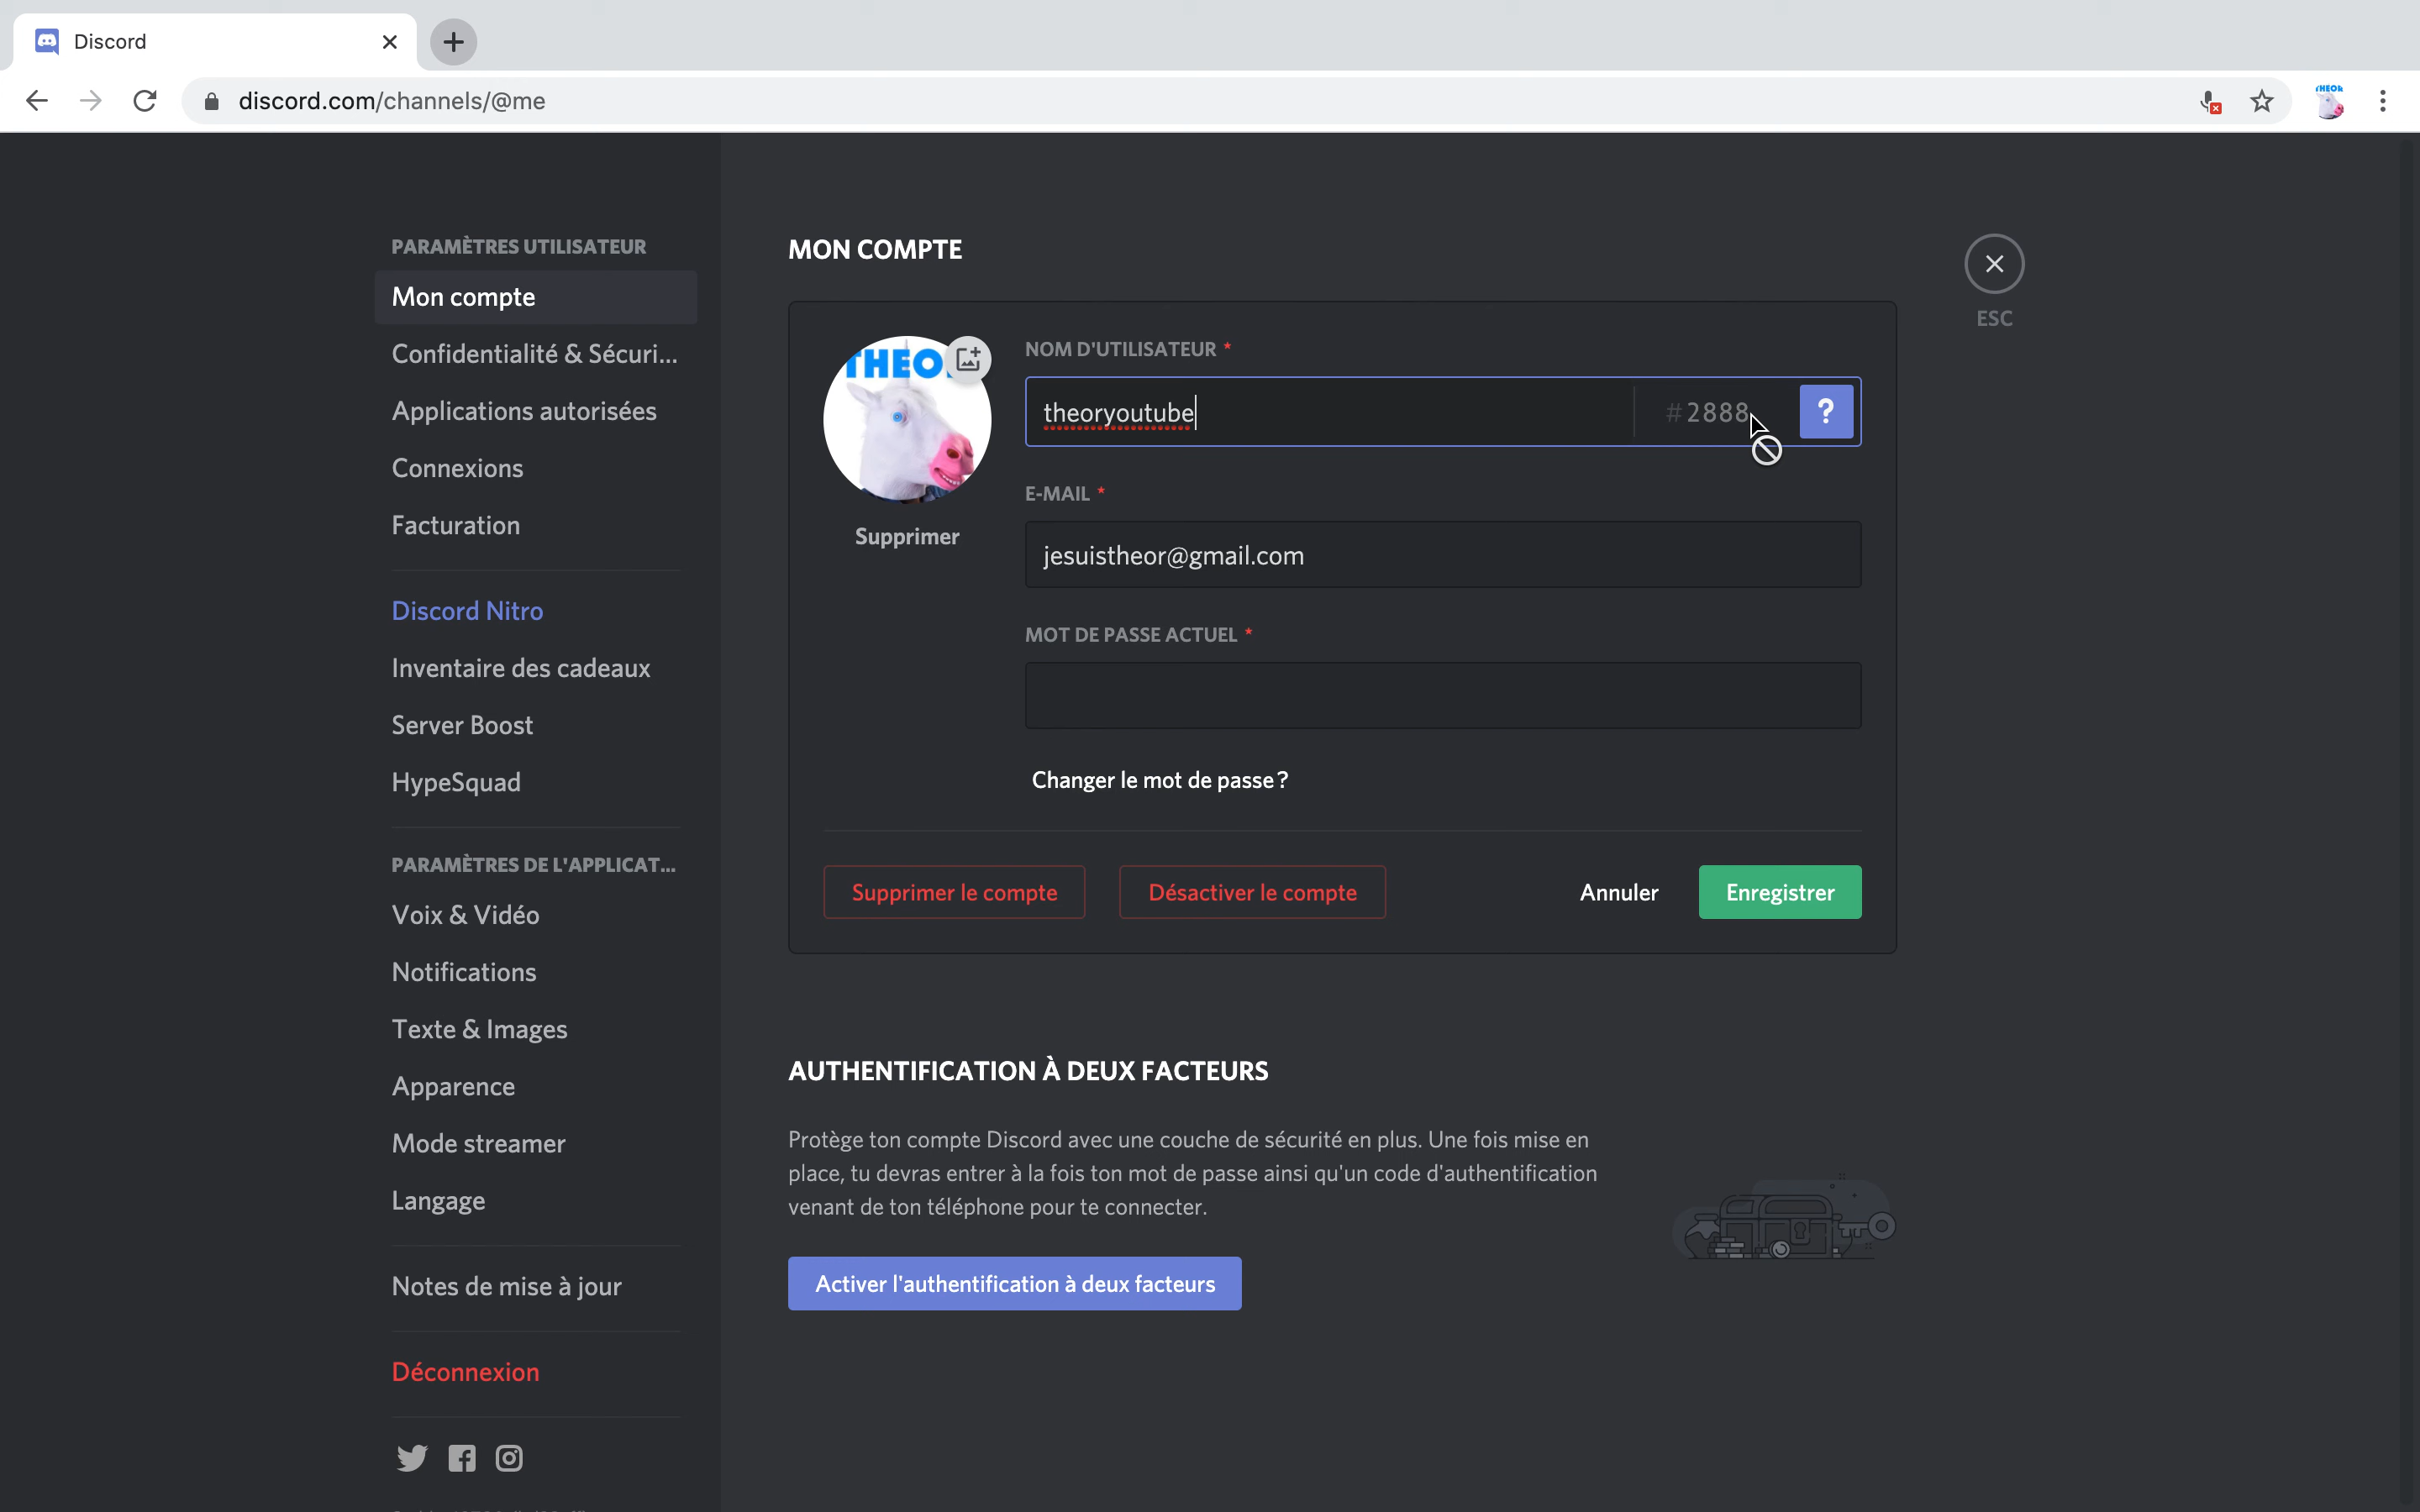 Discord
discord.com/channels/@me
PARAMÈTRES UTILISATEUR
Mon compte
Confidentialité & Sécuri...
Applications autorisées
Connexions
Facturation
Discord Nitro
Inventaire des cadeaux
Server Boost
HypeSquad
PARAMÈTRES DE L'APPLICAT...
Voix & Vidéo
Notifications
Texte & Images
Apparence
Mode streamer
Langage
Notes de mise à jour
Déconnexion
MON COMPTE
ESC
THEO
Supprimer
NOM D'UTILISATEUR *
theoryoutube
#2888
?
E-MAIL *
jesuistheor@gmail.com
MOT DE PASSE ACTUEL *
Changer le mot de passe ?
Supprimer le compte
Désactiver le compte
Annuler
Enregistrer
AUTHENTIFICATION À DEUX FACTEURS
Protège ton compte Discord avec une couche de sécurité en plus. Une fois mise en
place, tu devras entrer à la fois ton mot de passe ainsi qu'un code d'authentification
venant de ton téléphone pour te connecter.
Activer l'authentification à deux facteurs